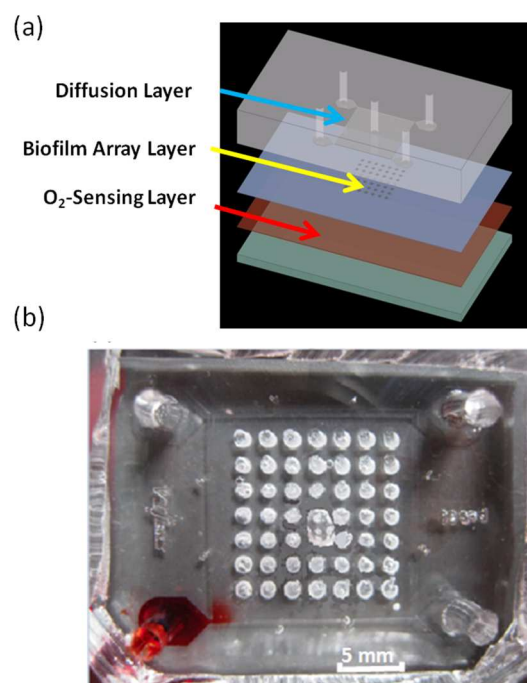 (a)
Diffusion Layer
Biofilm Array Layer
O₂-Sensing Layer
(b)
5 mm